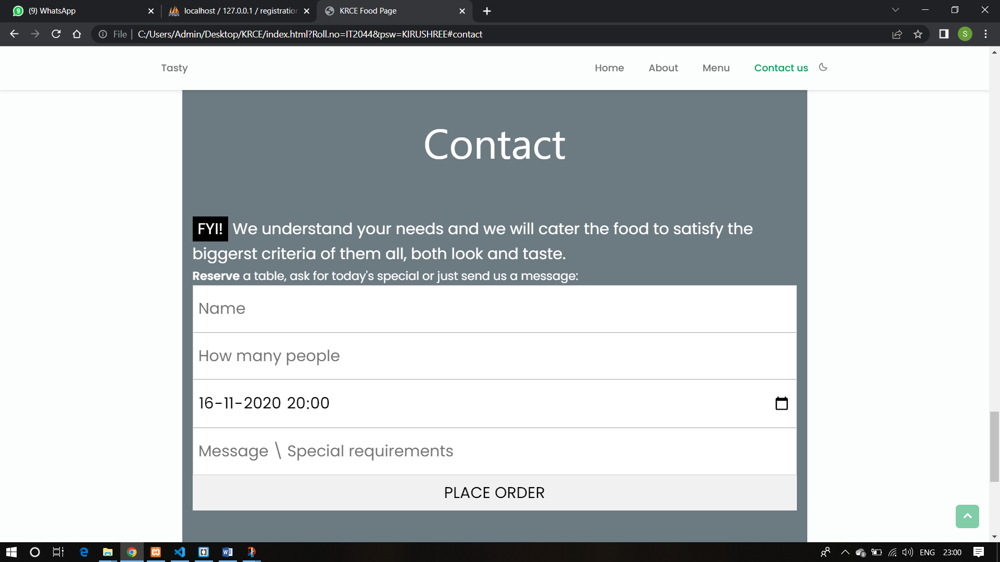 (9) WhatsApp
localhost / 127.0.0.1 / registration
KRCE Food Page
File
C:/Users/Admin/Desktop/KRCE/index.html?Roll.no=IT2044&psw=KIRUSHREE#contact
S
Tasty
Home
About
Menu
Contact us
Contact
FYI! We understand your needs and we will cater the food to satisfy the
biggerst criteria of them all, both look and taste.
Reserve a table, ask for today's special or just send us a message:
Name
How many people
16-11-2020 20:00
Message \ Special requirements
PLACE ORDER
ENG
23:00